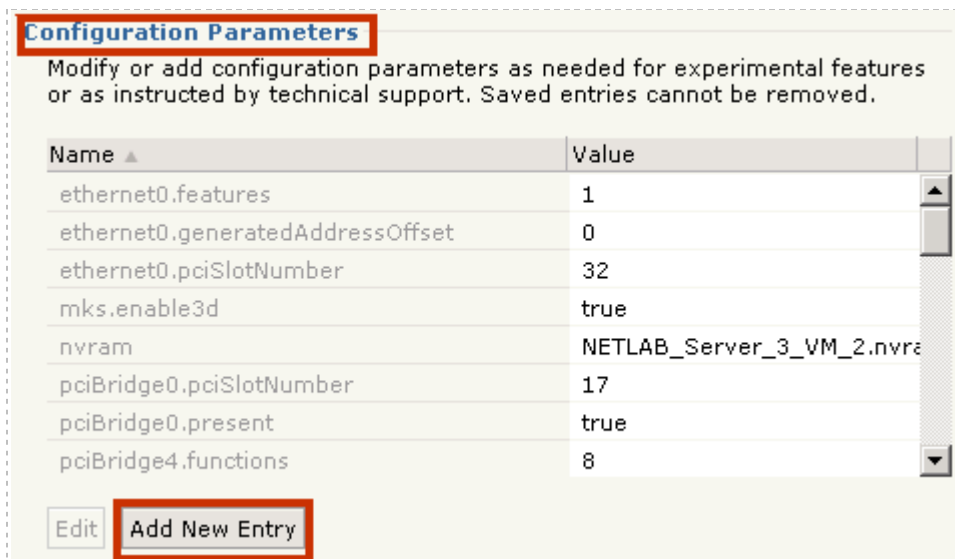 Configuration Parameters
Modify or add configuration parameters as needed for experimental features
or as instructed by technical support. Saved entries cannot be removed.
Name Value
ethernet0.features 1
ethernet0.generatedAddressOffset 0
ethernet0.pciSlotNumber 32
mks.enable3d true
nvram NETLAB_Server_3_VM_2.nvra
pciBridge0.pciSlotNumber 17
pciBridge0.present true
pciBridge4.functions 8
Edit Add New Entry